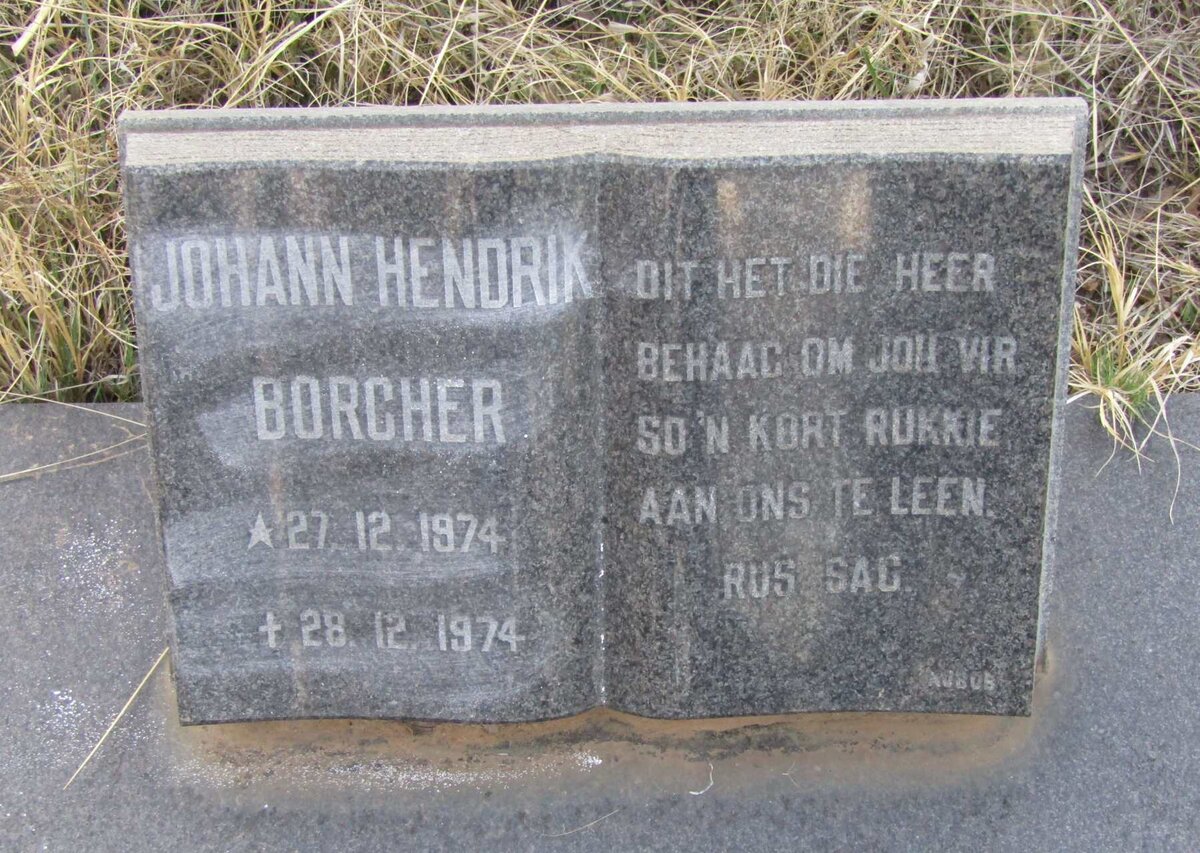 JOHANN HENDRIK
BORCHER
★ 27. 12. 1974
✝ 28. 12. 1974
DIT HET DIE HEER
BEHAAG OM JOU VIR
SO 'N KORT RUKKIE
AAN ONS TE LEEN.
RUS SAG.